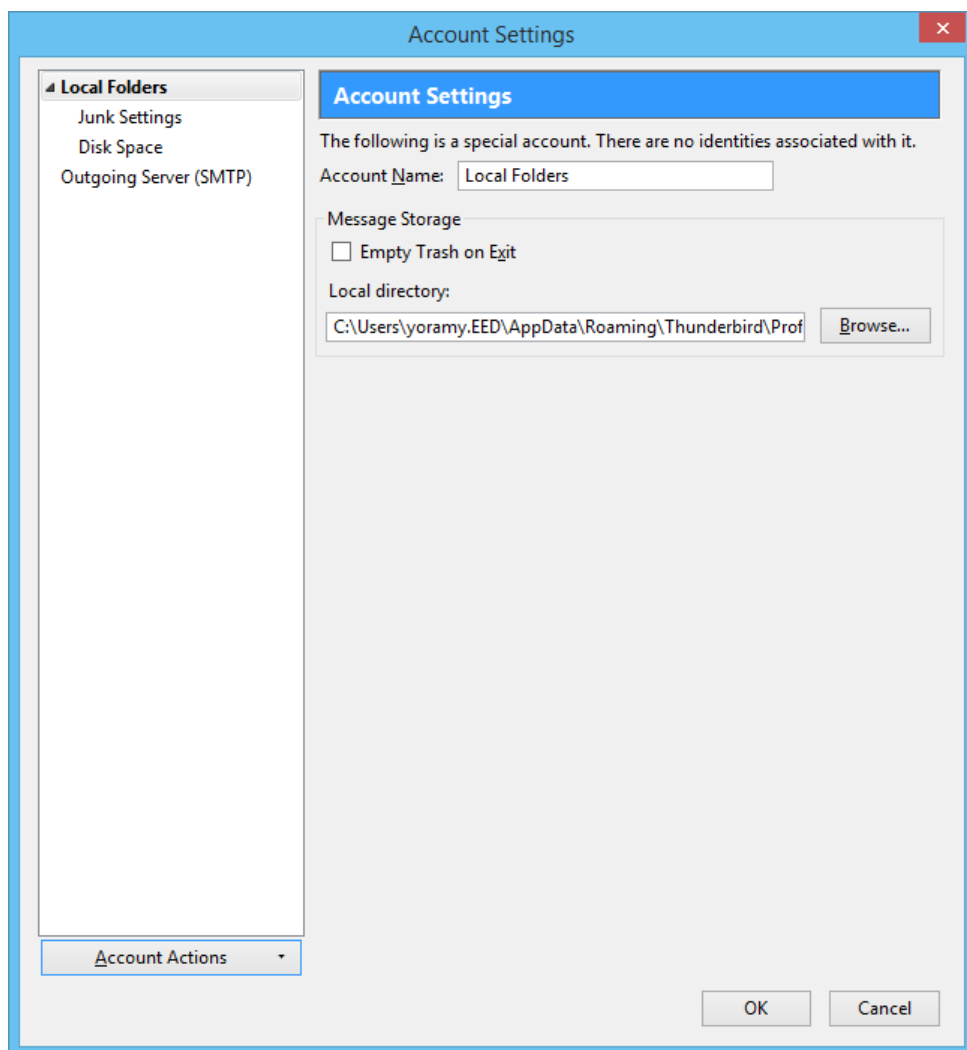 Account Settings
Local Folders
Junk Settings
Disk Space
Outgoing Server (SMTP)
Account Actions
Account Settings
The following is a special account. There are no identities associated with it.
Account Name: Local Folders
Message Storage
Empty Trash on Exit
Local directory:
C:\Users\yoramy.EED\AppData\Roaming\Thunderbird\Prof Browse...
OK Cancel